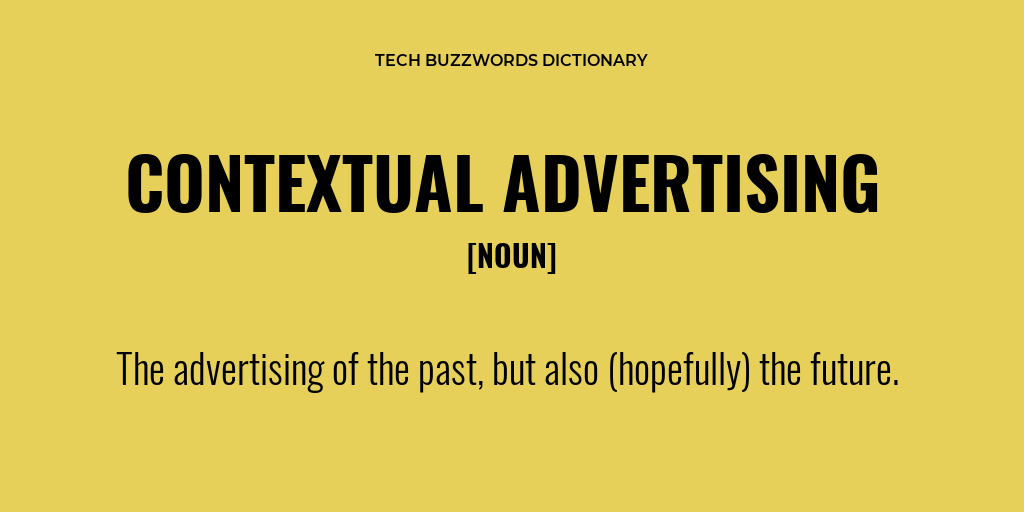 TECH BUZZWORDS DICTIONARY
CONTEXTUAL ADVERTISING
[NOUN]
The advertising of the past, but also (hopefully) the future.